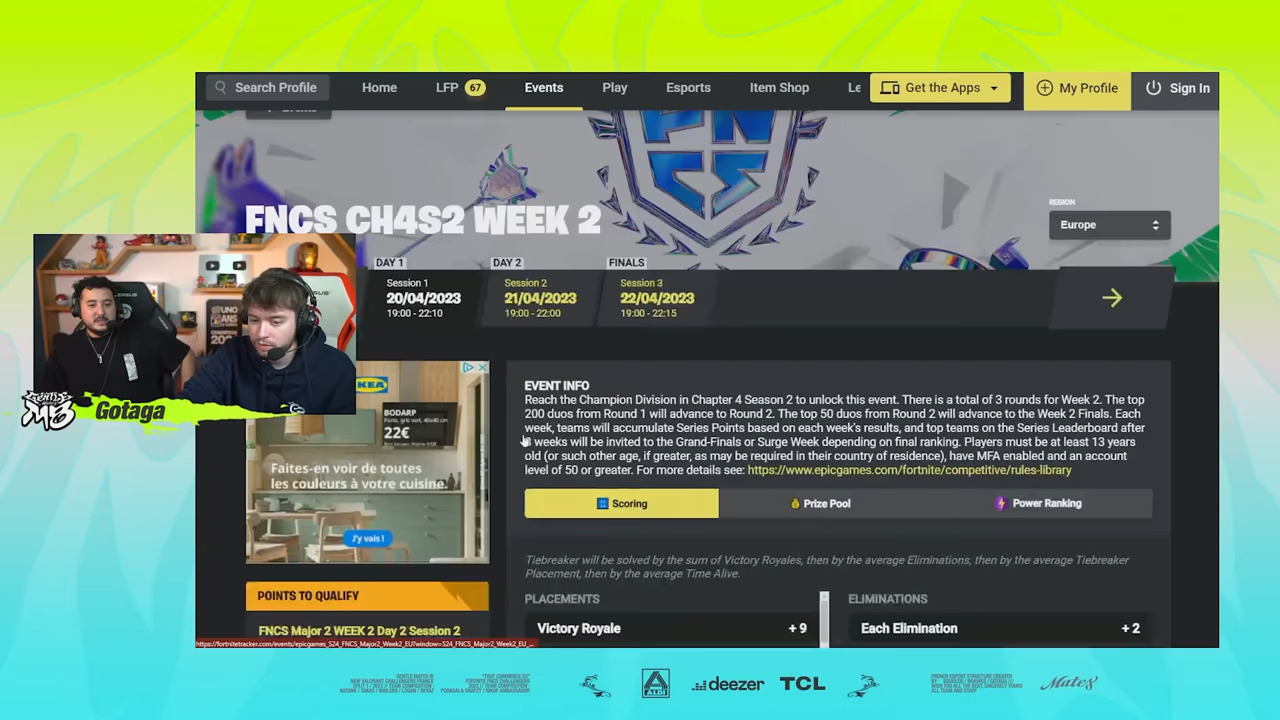 Search Profile
Home
LFP 67
Events
Play
Esports
Item Shop
Le
Get the Apps
My Profile
Sign In
FNCS
FNCS CH4S2 WEEK 2
REGION
Europe
DAY 1
Session 1
20/04/2023
19:00 - 22:10
DAY 2
Session 2
21/04/2023
19:00 - 22:00
FINALS
Session 3
22/04/2023
19:00 - 22:15
Gotaga
IKEA
BODARP
22€
Faites-en voir de toutes
les couleurs à votre cuisine.
J'y vais !
POINTS TO QUALIFY
FNCS Major 2 WEEK 2 Day 2 Session 2
EVENT INFO
Reach the Champion Division in Chapter 4 Season 2 to unlock this event. There is a total of 3 rounds for Week 2. The top
200 duos from Round 1 will advance to Round 2. The top 50 duos from Round 2 will advance to the Week 2 Finals. Each
week, teams will accumulate Series Points based on each week's results, and top teams on the Series Leaderboard after
weeks will be invited to the Grand-Finals or Surge Week depending on final ranking. Players must be at least 13 years
old (or such other age, if greater, as may be required in their country of residence), have MFA enabled and an account
level of 50 or greater. For more details see: https://www.epicgames.com/fortnite/competitive/rules-library
Scoring
Prize Pool
Power Ranking
Tiebreaker will be solved by the sum of Victory Royales, then by the average Eliminations, then by the average Tiebreaker
Placement, then by the average Time Alive.
PLACEMENTS
Victory Royale +9
ELIMINATIONS
Each Elimination +2
https://fortnitetracker.com/events/epicgames_S24_FNCS_Major2_Week2_EU?window=S24_FNCS_Major2_Week2_EU_...
ALDI
deezer
TCL
Mates